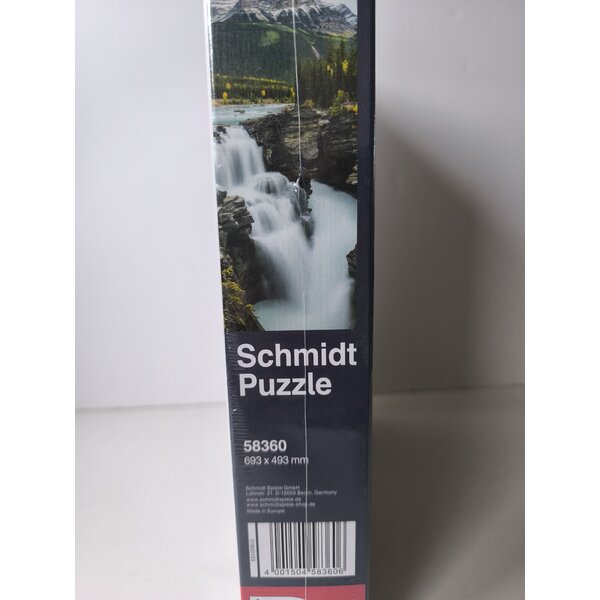 Schmidt
Puzzle
58360
693 x 493 mm
Schmidt Spiele GmbH
Lahnstr. 21, D-12055 Berlin, Germany
www.schmidtspiele.de
www.schmidtspiele-shop.de
Made in Europe
4 001504 583606